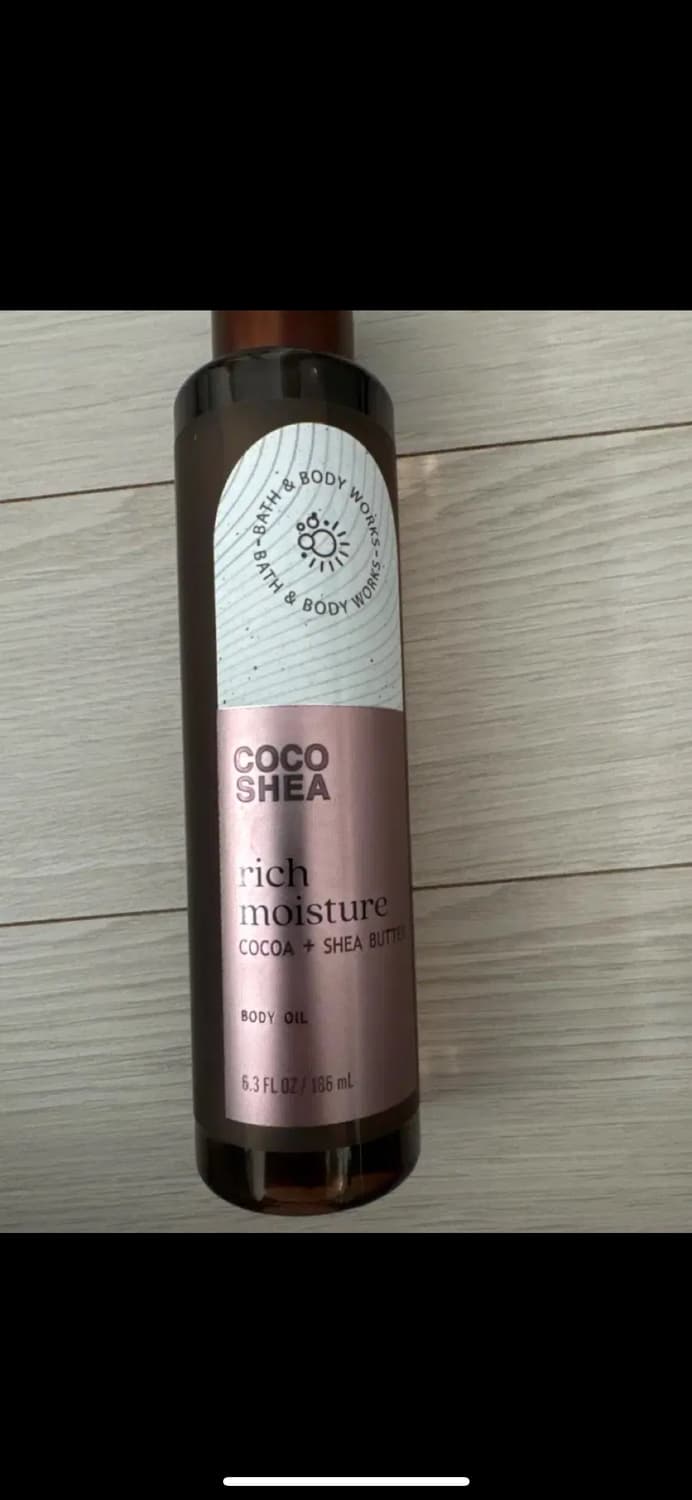 BATH & BODY WORKS - BATH & BODY WORKS -
COCO
SHEA
rich
moisture
COCOA + SHEA BUTTER
BODY OIL
6.3 FL OZ / 186 mL